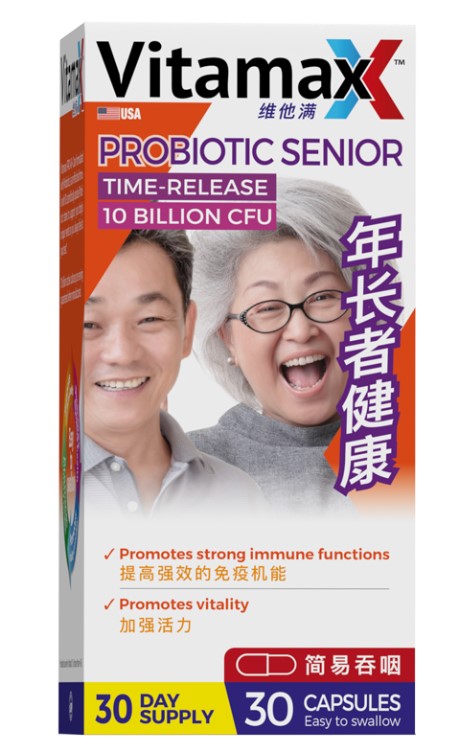 VitamaxX™
USA
维他满
PROBIOTIC SENIOR
TIME-RELEASE
10 BILLION CFU
年长者健康
✓ Promotes strong immune functions
提高强效的免疫机能
✓ Promotes vitality
加强活力
简易吞咽
30 DAY SUPPLY
30 CAPSULES
Easy to swallow